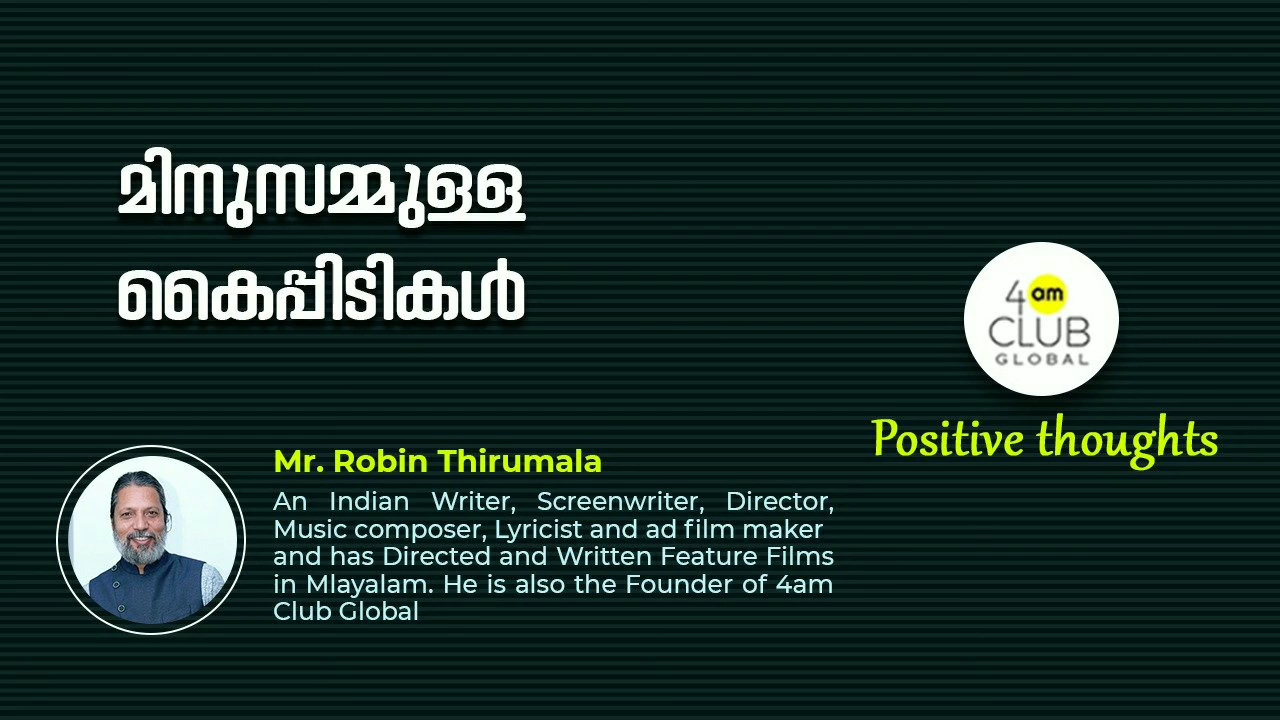 മിനുസമ്മുള്ള
കൈപ്പിടികൾ
4 am
CLUB
GLOBAL
Positive thoughts
Mr. Robin Thirumala
An Indian Writer, Screenwriter, Director,
Music composer, Lyricist and ad film maker
and has Directed and Written Feature Films
in Mlayalam. He is also the Founder of 4am
Club Global